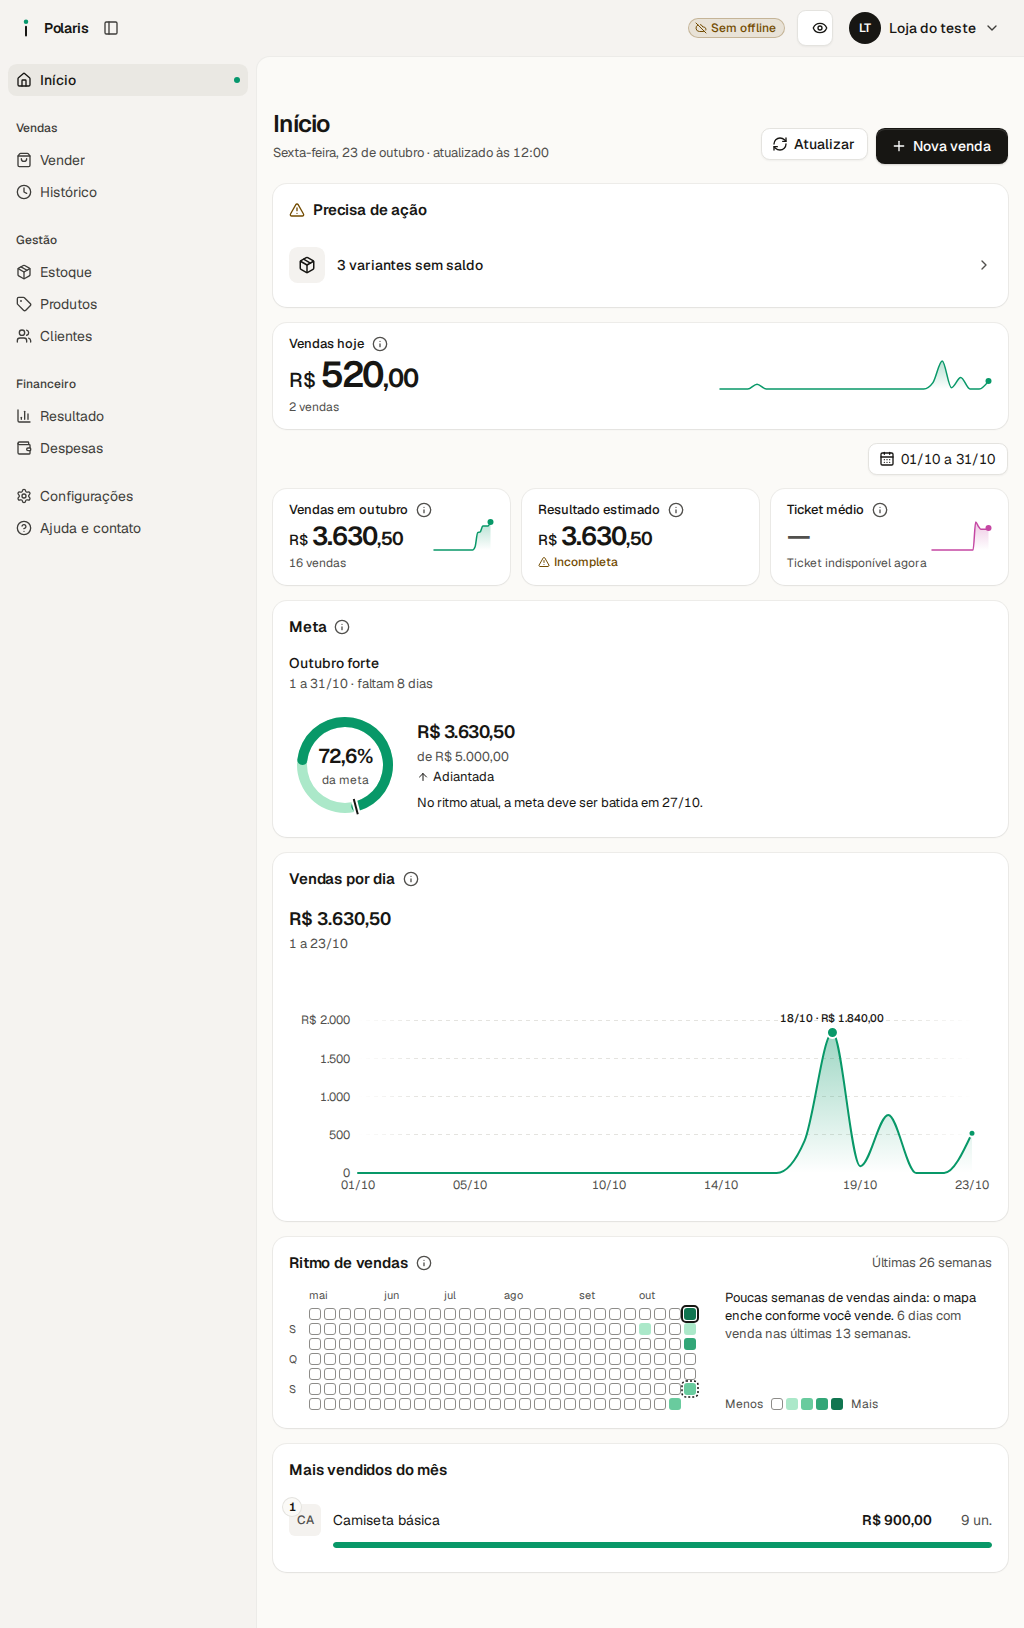 Polaris
Sem offline
LT
Loja do teste
Início
Vendas
Vender
Histórico
Gestão
Estoque
Produtos
Clientes
Financeiro
Resultado
Despesas
Configurações
Ajuda e contato
Início
Sexta-feira, 23 de outubro · atualizado às 12:00
Atualizar
Nova venda
Precisa de ação
3 variantes sem saldo
Vendas hoje
R$ 520,00
2 vendas
01/10 a 31/10
Vendas em outubro
R$ 3.630,50
16 vendas
Resultado estimado
R$ 3.630,50
Incompleta
Ticket médio
—
Ticket indisponível agora
Meta
Outubro forte
1 a 31/10 · faltam 8 dias
72,6%
da meta
R$ 3.630,50
de R$ 5.000,00
Adiantada
No ritmo atual, a meta deve ser batida em 27/10.
Vendas por dia
R$ 3.630,50
1 a 23/10
18/10 · R$ 1.840,00
R$ 2.000
1.500
1.000
500
0
01/10 05/10 10/10 14/10 19/10 23/10
Ritmo de vendas
Últimas 26 semanas
mai jun jul ago set out
S
Q
S
Poucas semanas de vendas ainda: o mapa
enche conforme você vende. 6 dias com
venda nas últimas 13 semanas.
Menos Mais
Mais vendidos do mês
1
CA
Camiseta básica
R$ 900,00
9 un.